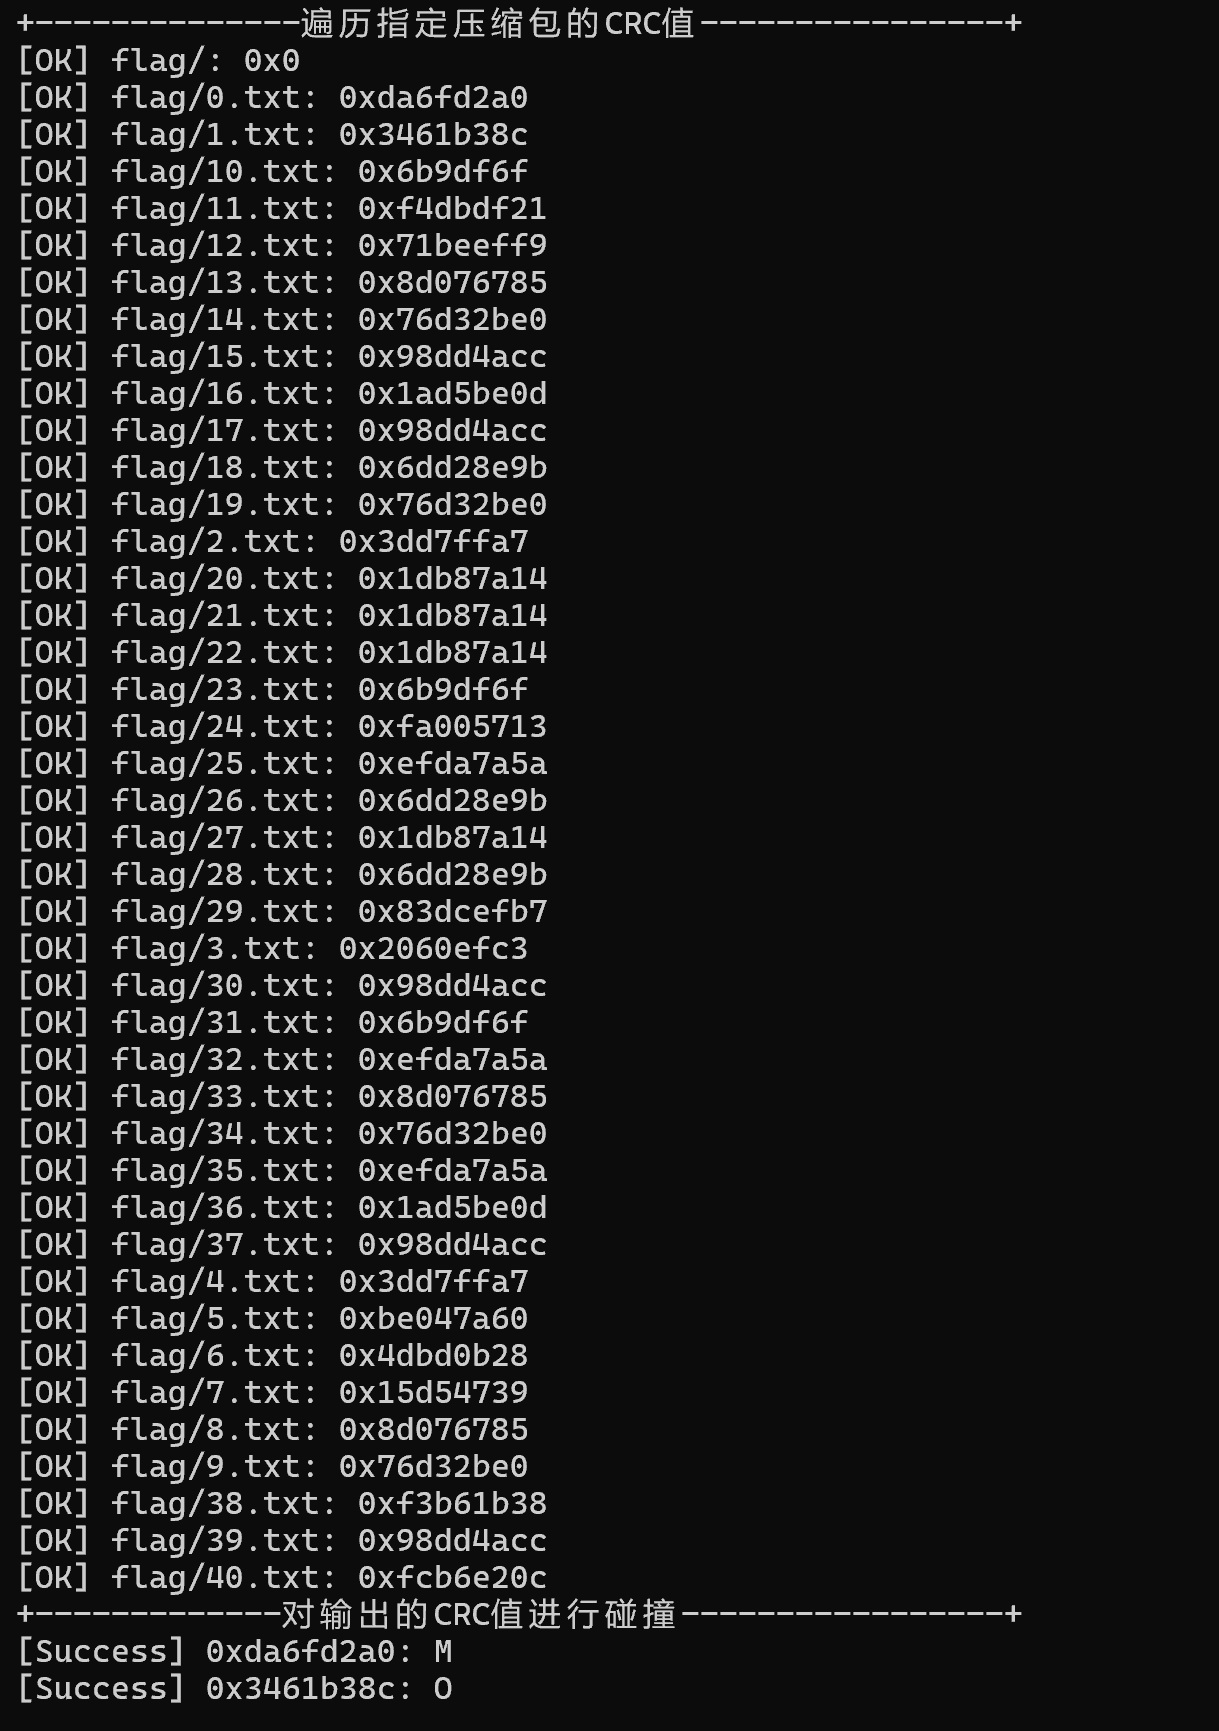 +--------------遍历指定压缩包的CRC值----------------+
[OK] flag/: 0x0
[OK] flag/0.txt: 0xda6fd2a0
[OK] flag/1.txt: 0x3461b38c
[OK] flag/10.txt: 0x6b9df6f
[OK] flag/11.txt: 0xf4dbdf21
[OK] flag/12.txt: 0x71beeff9
[OK] flag/13.txt: 0x8d076785
[OK] flag/14.txt: 0x76d32be0
[OK] flag/15.txt: 0x98dd4acc
[OK] flag/16.txt: 0x1ad5be0d
[OK] flag/17.txt: 0x98dd4acc
[OK] flag/18.txt: 0x6dd28e9b
[OK] flag/19.txt: 0x76d32be0
[OK] flag/2.txt: 0x3dd7ffa7
[OK] flag/20.txt: 0x1db87a14
[OK] flag/21.txt: 0x1db87a14
[OK] flag/22.txt: 0x1db87a14
[OK] flag/23.txt: 0x6b9df6f
[OK] flag/24.txt: 0xfa005713
[OK] flag/25.txt: 0xefda7a5a
[OK] flag/26.txt: 0x6dd28e9b
[OK] flag/27.txt: 0x1db87a14
[OK] flag/28.txt: 0x6dd28e9b
[OK] flag/29.txt: 0x83dcefb7
[OK] flag/3.txt: 0x2060efc3
[OK] flag/30.txt: 0x98dd4acc
[OK] flag/31.txt: 0x6b9df6f
[OK] flag/32.txt: 0xefda7a5a
[OK] flag/33.txt: 0x8d076785
[OK] flag/34.txt: 0x76d32be0
[OK] flag/35.txt: 0xefda7a5a
[OK] flag/36.txt: 0x1ad5be0d
[OK] flag/37.txt: 0x98dd4acc
[OK] flag/4.txt: 0x3dd7ffa7
[OK] flag/5.txt: 0xbe047a60
[OK] flag/6.txt: 0x4dbd0b28
[OK] flag/7.txt: 0x15d54739
[OK] flag/8.txt: 0x8d076785
[OK] flag/9.txt: 0x76d32be0
[OK] flag/38.txt: 0xf3b61b38
[OK] flag/39.txt: 0x98dd4acc
[OK] flag/40.txt: 0xfcb6e20c
+-------------对输出的CRC值进行碰撞-----------------+
[Success] 0xda6fd2a0: M
[Success] 0x3461b38c: O